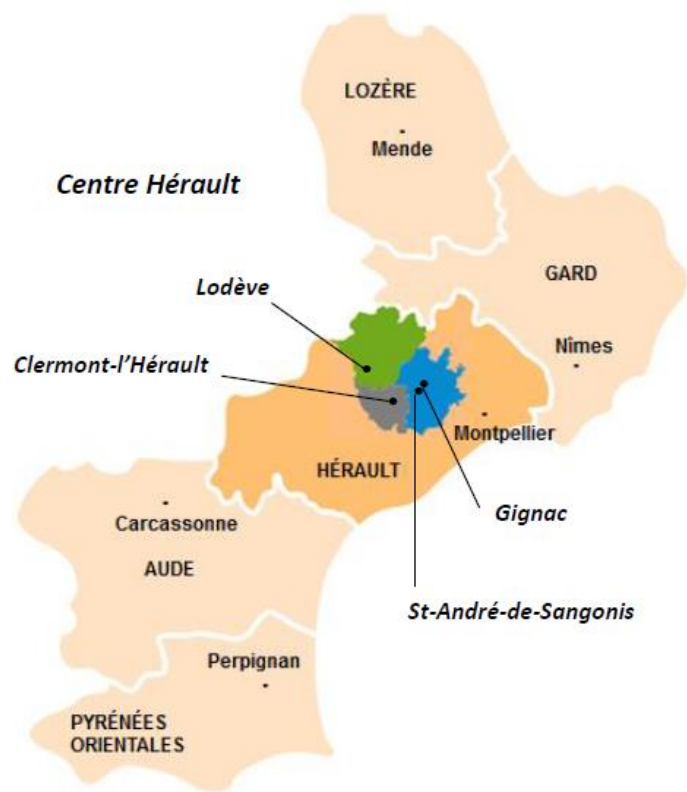 LOZÈRE
Mende
Centre Hérault
GARD
Lodève
Nîmes
Clermont-l'Hérault
Montpellier
HÉRAULT
Gignac
Carcassonne
AUDE
St-André-de-Sangonis
Perpignan
PYRÉNÉES
ORIENTALES